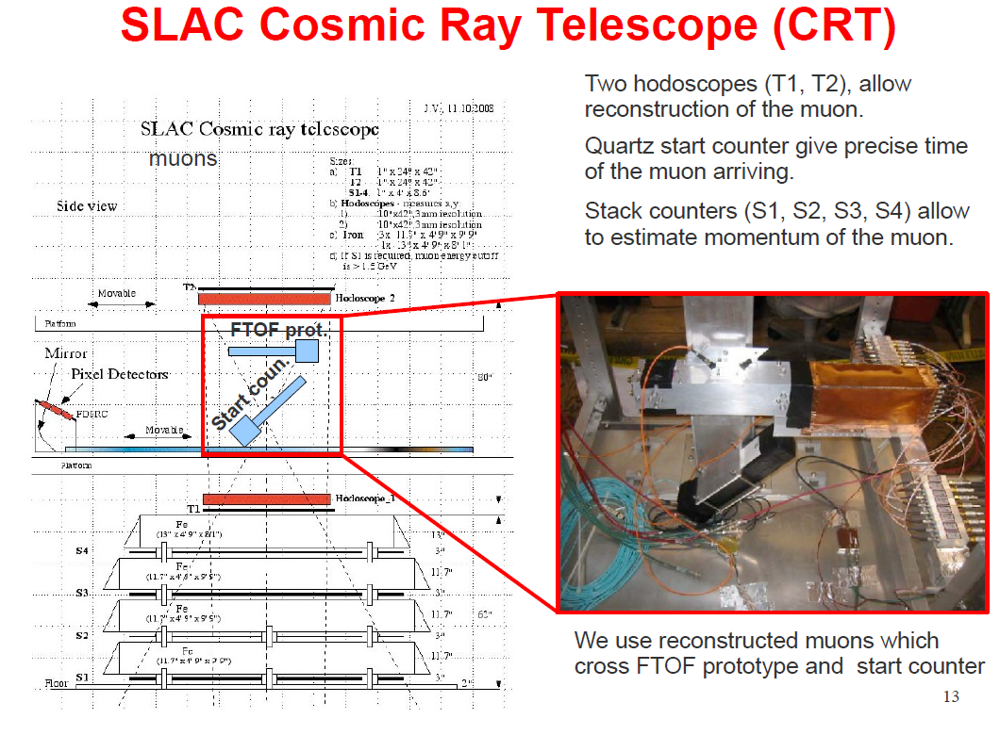 SLAC Cosmic Ray Telescope (CRT)
Two hodoscopes (T1, T2), allow
reconstruction of the muon.
Quartz start counter give precise time
of the muon arriving.
Stack counters (S1, S2, S3, S4) allow
to estimate momentum of the muon.
J.V., 11.10.2008
SLAC Cosmic ray telescope
muons
Side view
Sizes:
a) T1 1" x 24" x 42"
T2 1" x 24" x 42"
S1-4 1" x 4' x 8.6'
b) Hodoscopes - measures x,y
1) 10"x42", 3mm resolution
2) 10"x42", 3mm resolution
c) Iron: 3x 11.7" x 4' 9" x 9' 9"
1x 13" x 4' 9" x 8' 1"
d) If S1 is required, muon energy cutoff
is > 1.5 GeV
T2
Movable
Hodoscope_2
Platform
FTOF prot.
Mirror
Pixel Detectors
Start coun.
80"
FDIRC
Movable
Platform
Hodoscope_1
T1
Fe
(13" x 4' 9" x 8'1")
13"
S4
3"
Fe
(11.7" x 4' 9" x 9' 9")
11.7"
S3
3"
Fe
(11.7" x 4' 9" x 9' 9")
11.7"
62"
S2
3"
Fe
(11.7" x 4' 9" x 9' 9")
11.7"
S1
3"
Floor
2"
We use reconstructed muons which
cross FTOF prototype and start counter
13